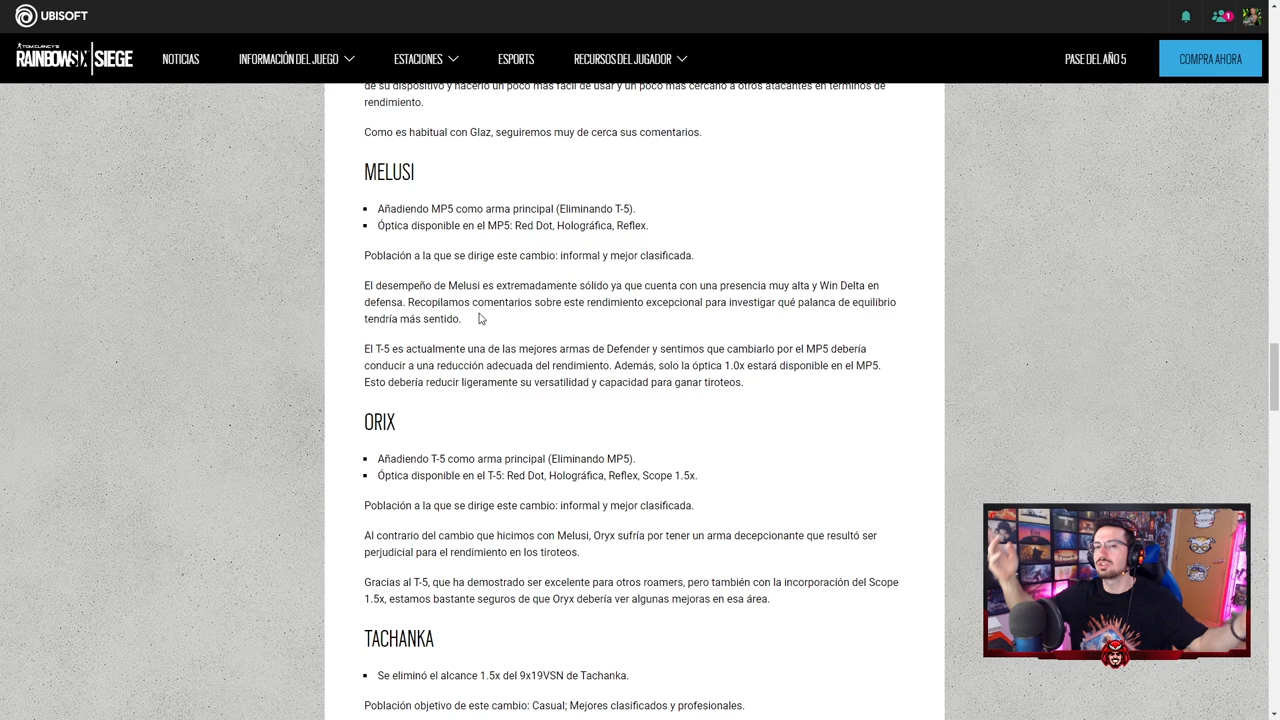 UBISOFT
1
TOM CLANCY'S
RAINBOWSIX SIEGE
NOTICIAS
INFORMACIÓN DEL JUEGO
ESTACIONES
ESPORTS
RECURSOS DEL JUGADOR
PASE DEL AÑO 5
COMPRA AHORA
de su dispositivo y hacerlo un poco más fácil de usar y un poco más cercano a otros atacantes en términos de
rendimiento.
Como es habitual con Glaz, seguiremos muy de cerca sus comentarios.
MELUSI
▪ Añadiendo MP5 como arma principal (Eliminando T-5).
▪ Óptica disponible en el MP5: Red Dot, Holográfica, Reflex.
Población a la que se dirige este cambio: informal y mejor clasificada.
El desempeño de Melusi es extremadamente sólido ya que cuenta con una presencia muy alta y Win Delta en
defensa. Recopilamos comentarios sobre este rendimiento excepcional para investigar qué palanca de equilibrio
tendría más sentido.
El T-5 es actualmente una de las mejores armas de Defender y sentimos que cambiarlo por el MP5 debería
conducir a una reducción adecuada del rendimiento. Además, solo la óptica 1.0x estará disponible en el MP5.
Esto debería reducir ligeramente su versatilidad y capacidad para ganar tiroteos.
ORIX
▪ Añadiendo T-5 como arma principal (Eliminando MP5).
▪ Óptica disponible en el T-5: Red Dot, Holográfica, Reflex, Scope 1.5x.
Población a la que se dirige este cambio: informal y mejor clasificada.
Al contrario del cambio que hicimos con Melusi, Oryx sufría por tener un arma decepcionante que resultó ser
perjudicial para el rendimiento en los tiroteos.
Gracias al T-5, que ha demostrado ser excelente para otros roamers, pero también con la incorporación del Scope
1.5x, estamos bastante seguros de que Oryx debería ver algunas mejoras en esa área.
TACHANKA
▪ Se eliminó el alcance 1.5x del 9x19VSN de Tachanka.
Población objetivo de este cambio: Casual; Mejores clasificados y profesionales.